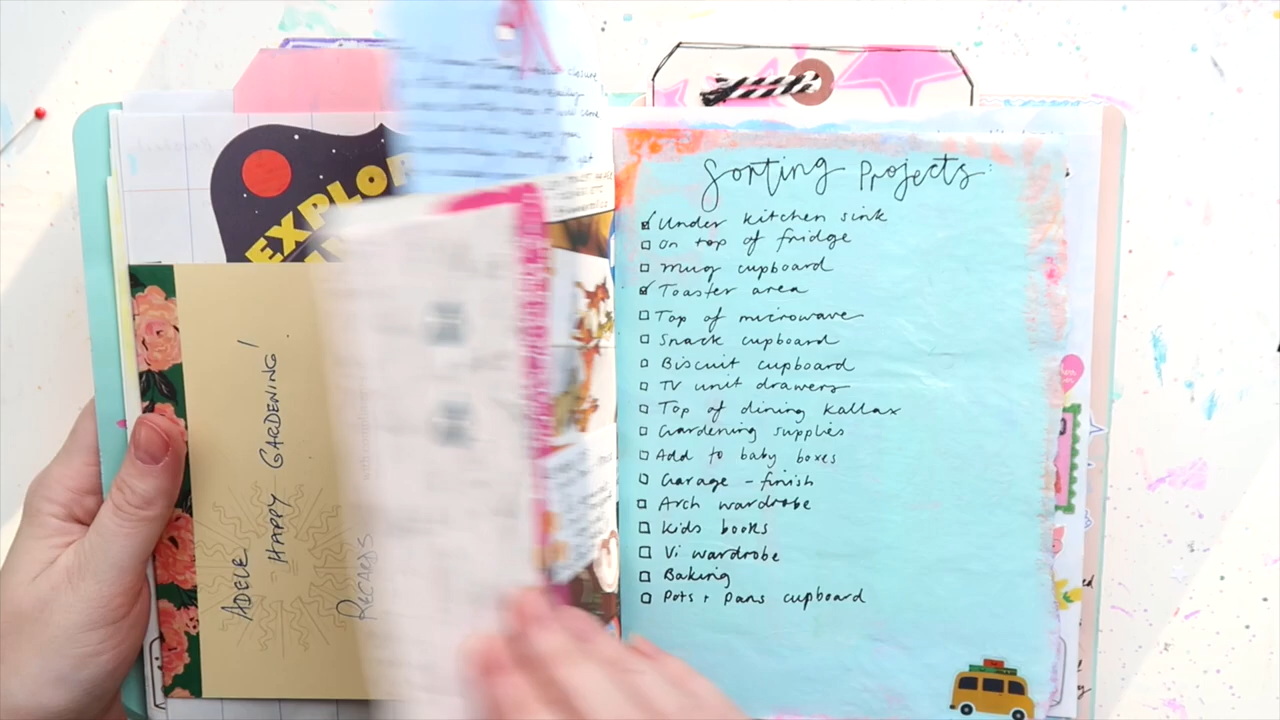 EXPLOR
ADELE
HAPPY GARDENING!
REGARDS
Sorting Projects:
Under kitchen sink
On top of fridge
Mug cupboard
Toaster area
Top of microwave
Snack cupboard
Biscuit cupboard
TV unit drawers
Top of dining kallax
Gardening supplies
Add to baby boxes
Garage - finish
Arch wardrobe
Kids books
Vi wardrobe
Baking
Pots + Pans cupboard